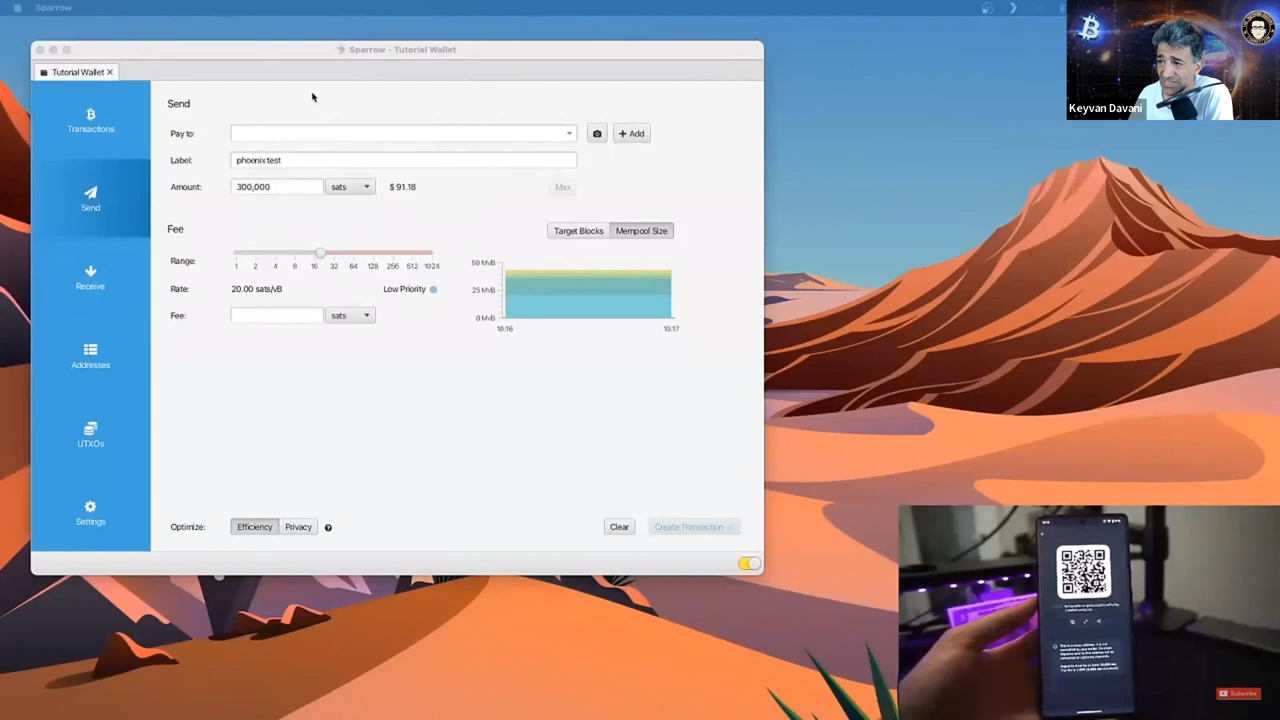 Sparrow
Sparrow - Tutorial Wallet
Tutorial Wallet
Transactions
Send
Receive
Addresses
UTXOs
Settings
Send
Pay to:
Add
Label: phoenix test
Amount: 300,000 sats $ 91.18 Max
Fee
Target Blocks Mempool Size
Range: 1 2 4 8 16 32 64 128 256 512 1024
Rate: 20.00 sats/vB Low Priority
Fee: sats
50 MvB
25 MvB
0 MvB
10:16 10:17
Optimize: Efficiency Privacy
Clear Create Transaction
Keyvan Davani
Subscribe